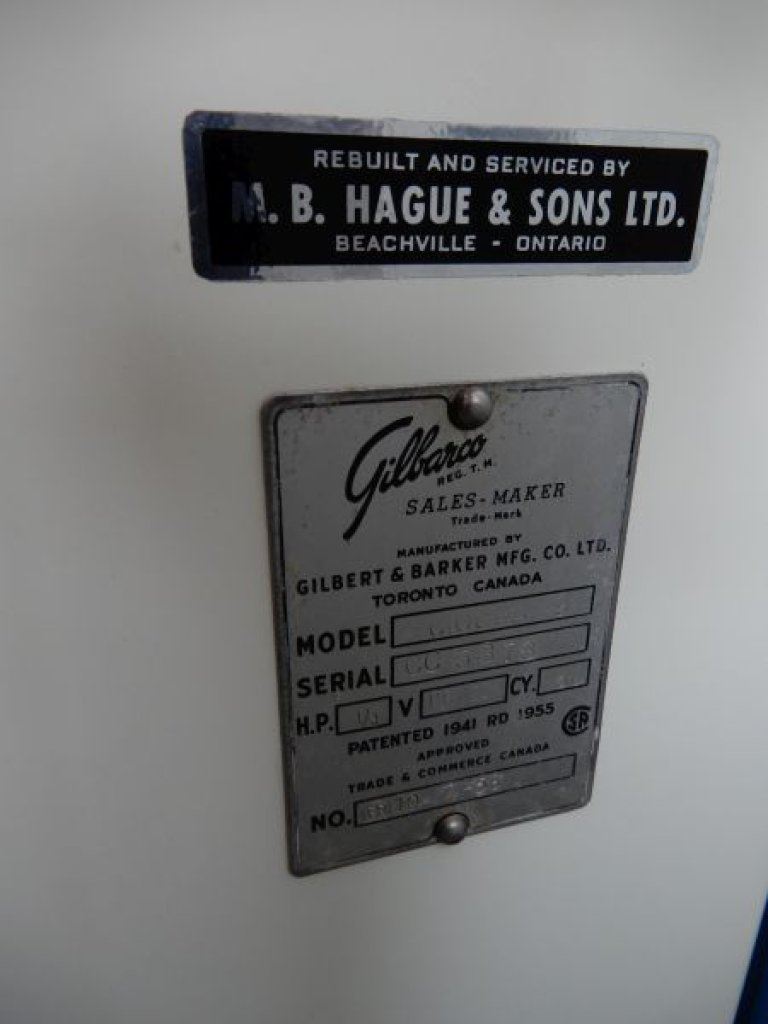 REBUILT AND SERVICED BY
M. B. HAGUE & SONS LTD.
BEACHVILLE - ONTARIO
Gilbarco
REG. T. M.
SALES-MAKER
Trade-Mark
MANUFACTURED BY
GILBERT & BARKER MFG. CO. LTD.
TORONTO CANADA
MODEL
SERIAL
H.P. V CY.
PATENTED 1941 RD 1955
APPROVED
TRADE & COMMERCE CANADA
NO.